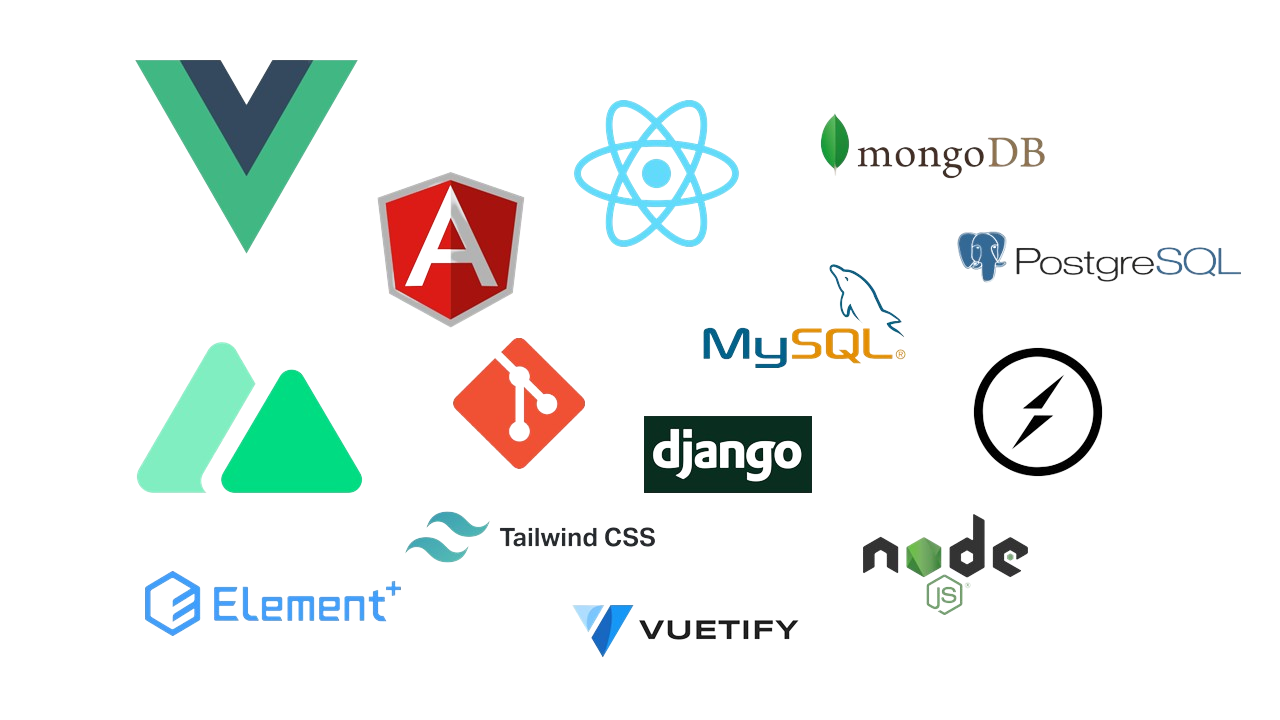 mongoDB
A
PostgreSQL
MySQL®
django
Tailwind CSS
node
JS
Element+
VUETIFY